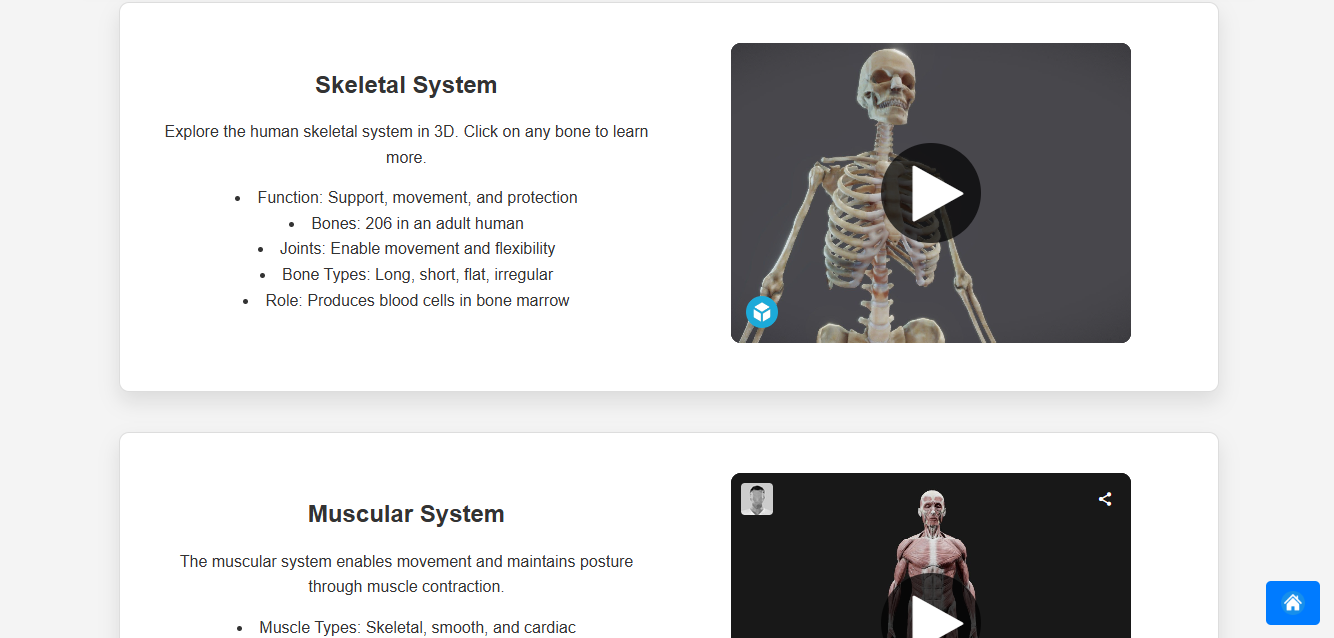 Skeletal System
Explore the human skeletal system in 3D. Click on any bone to learn
more.
• Function: Support, movement, and protection
• Bones: 206 in an adult human
• Joints: Enable movement and flexibility
• Bone Types: Long, short, flat, irregular
• Role: Produces blood cells in bone marrow
Muscular System
The muscular system enables movement and maintains posture
through muscle contraction.
• Muscle Types: Skeletal, smooth, and cardiac